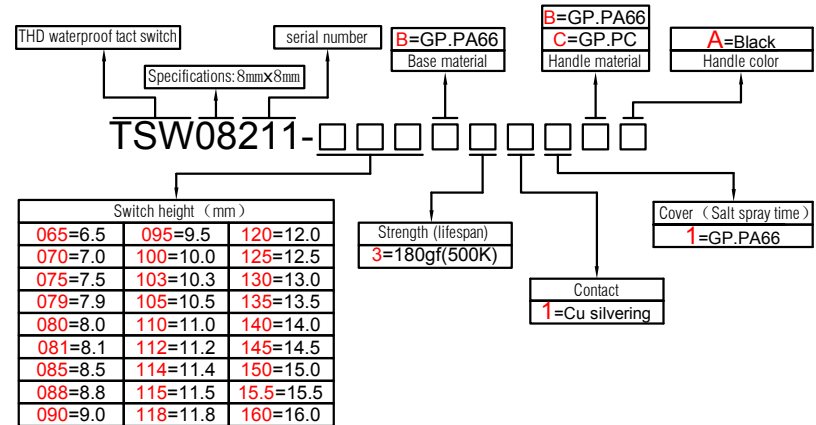 THD waterproof tact switch
serial number
B=GP.PA66
Base material
B=GP.PA66
C=GP.PC
Handle material
A=Black
Handle color
Specifications:8mmX8mm
TSW08211-□□□□□□□□□
Switch height（mm）
065=6.5 095=9.5 120=12.0
070=7.0 100=10.0 125=12.5
075=7.5 103=10.3 130=13.0
079=7.9 105=10.5 135=13.5
080=8.0 110=11.0 140=14.0
081=8.1 112=11.2 145=14.5
085=8.5 114=11.4 150=15.0
088=8.8 115=11.5 15.5=15.5
090=9.0 118=11.8 160=16.0
Strength (lifespan)
3=180gf(500K)
Contact
1=Cu silvering
Cover（Salt spray time）
1=GP.PA66